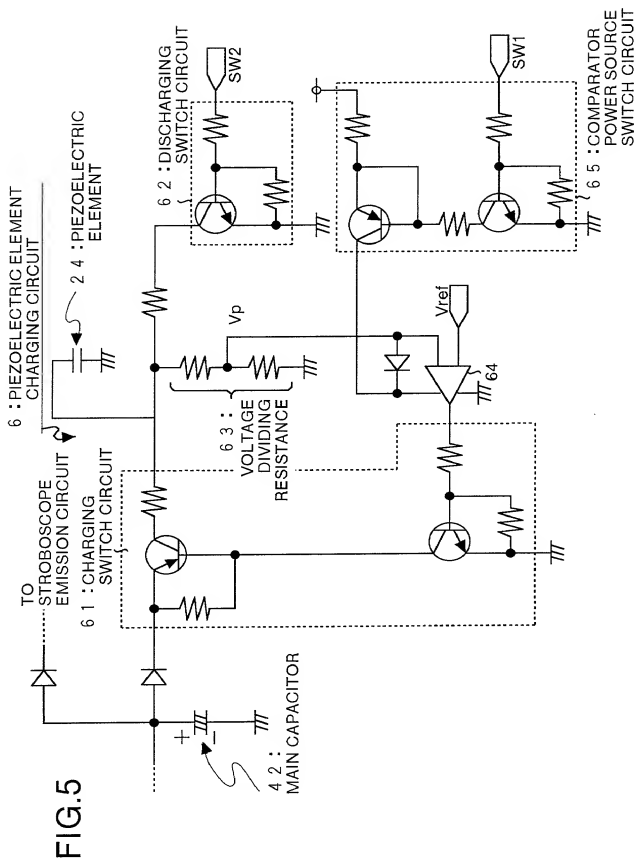 FIG.5
6 : PIEZOELECTRIC ELEMENT
CHARGING CIRCUIT
2 4 : PIEZOELECTRIC
ELEMENT
TO
STROBOSCOPE
EMISSION CIRCUIT
6 1 : CHARGING
SWITCH CIRCUIT
6 2 : DISCHARGING
SWITCH CIRCUIT
SW2
+
−
4 2 :
MAIN CAPACITOR
6 3 :
VOLTAGE
DIVIDING
RESISTANCE
Vp
Vref
64
SW1
6 5 : COMPARATOR
POWER SOURCE
SWITCH CIRCUIT